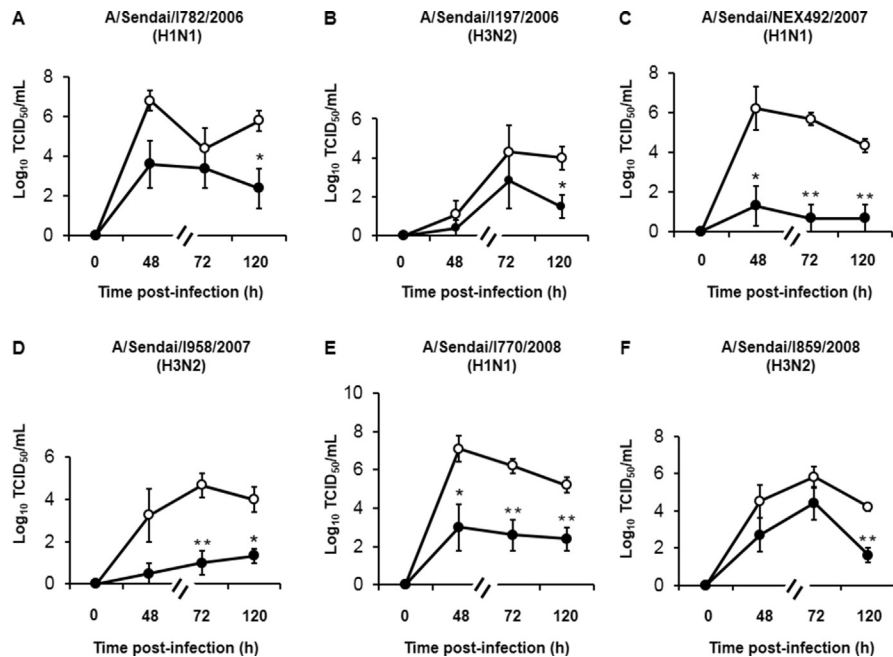 A
A/Sendai/I782/2006
(H1N1)
Log10 TCID50/mL
8
6
4
2
0
*
0 48 72 120
Time post-infection (h)
B
A/Sendai/I197/2006
(H3N2)
Log10 TCID50/mL
8
6
4
2
0
*
0 48 72 120
Time post-infection (h)
C
A/Sendai/NEX492/2007
(H1N1)
Log10 TCID50/mL
8
6
4
2
0
* ** **
0 48 72 120
Time post-infection (h)
D
A/Sendai/I958/2007
(H3N2)
Log10 TCID50/mL
8
6
4
2
0
** *
0 48 72 120
Time post-infection (h)
E
A/Sendai/I770/2008
(H1N1)
Log10 TCID50/mL
10
8
6
4
2
0
* ** **
0 48 72 120
Time post-infection (h)
F
A/Sendai/I859/2008
(H3N2)
Log10 TCID50/mL
8
6
4
2
0
**
0 48 72 120
Time post-infection (h)